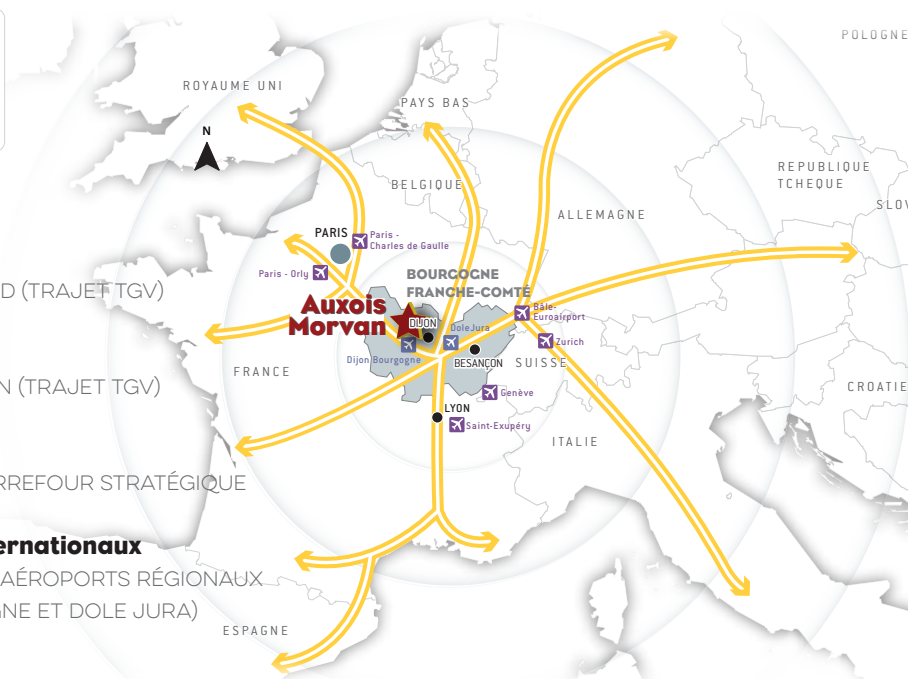 POLOGNE
ROYAUME UNI
PAYS BAS
N
REPUBLIQUE
TCHEQUE
BELGIQUE
SLOV
ALLEMAGNE
PARIS
Paris -
Charles de Gaulle
Paris - Orly
BOURGOGNE
FRANCHE-COMTÉ
D (TRAJET TGV)
Auxois
Morvan
DIJON
DoleJura
Bâle-
Euroairport
Zurich
Dijon Bourgogne
BESANÇON
SUISSE
FRANCE
N (TRAJET TGV)
CROATIE
Genève
LYON
Saint-Exupéry
ITALIE
RREFOUR STRATÉGIQUE
ernationaux
AÉROPORTS RÉGIONAUX
GNE ET DOLE JURA)
ESPAGNE